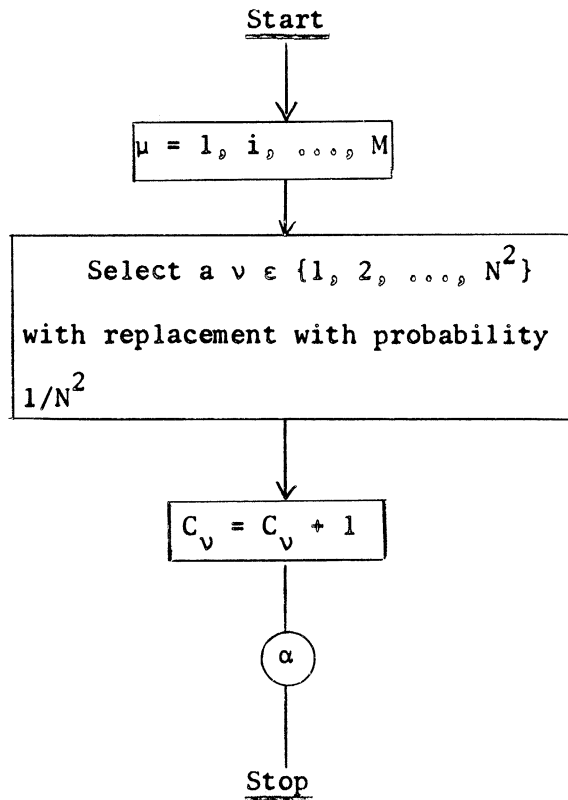 Start
μ = 1, i, ..., M
Select a ν ε {1, 2, ..., N²}
with replacement with probability
1/N²
C_ν = C_ν + 1
α
Stop